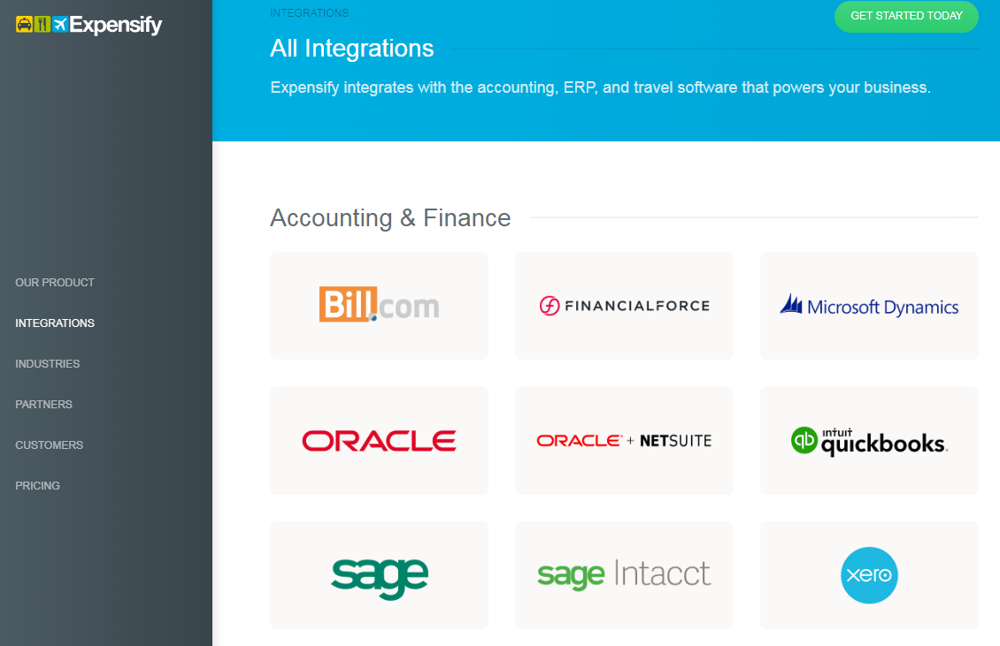 Expensify
OUR PRODUCT
INTEGRATIONS
INDUSTRIES
PARTNERS
CUSTOMERS
PRICING
INTEGRATIONS
GET STARTED TODAY
All Integrations
Expensify integrates with the accounting, ERP, and travel software that powers your business.
Accounting & Finance
Bill.com
FINANCIALFORCE
Microsoft Dynamics
ORACLE
ORACLE + NETSUITE
qb intuit
quickbooks.
sage
sage Intacct
xero